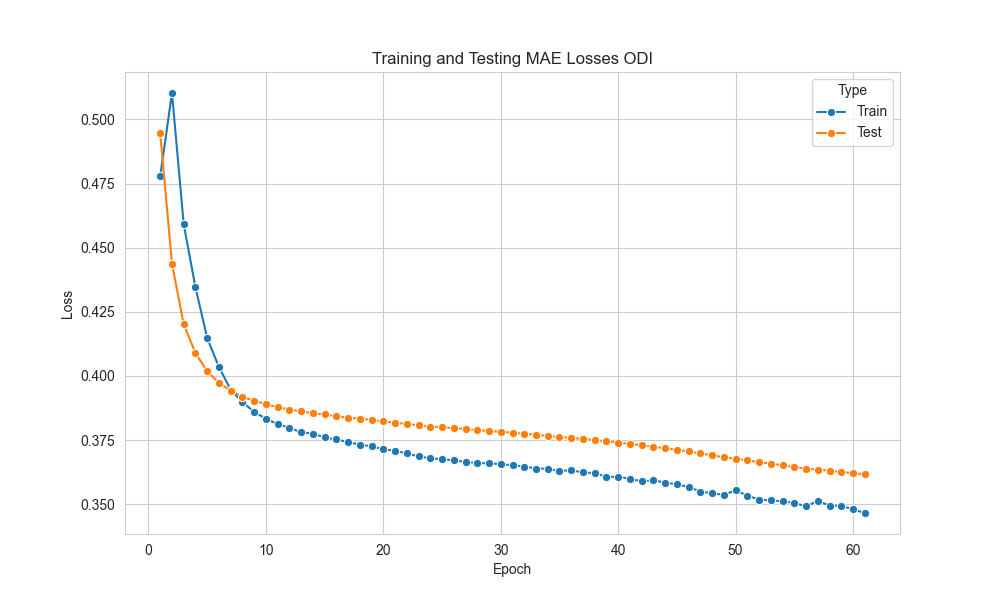 Training and Testing MAE Losses ODI
Type
Train
Test
0.500
0.475
0.450
0.425
0.400
0.375
0.350
Loss
0 10 20 30 40 50 60
Epoch